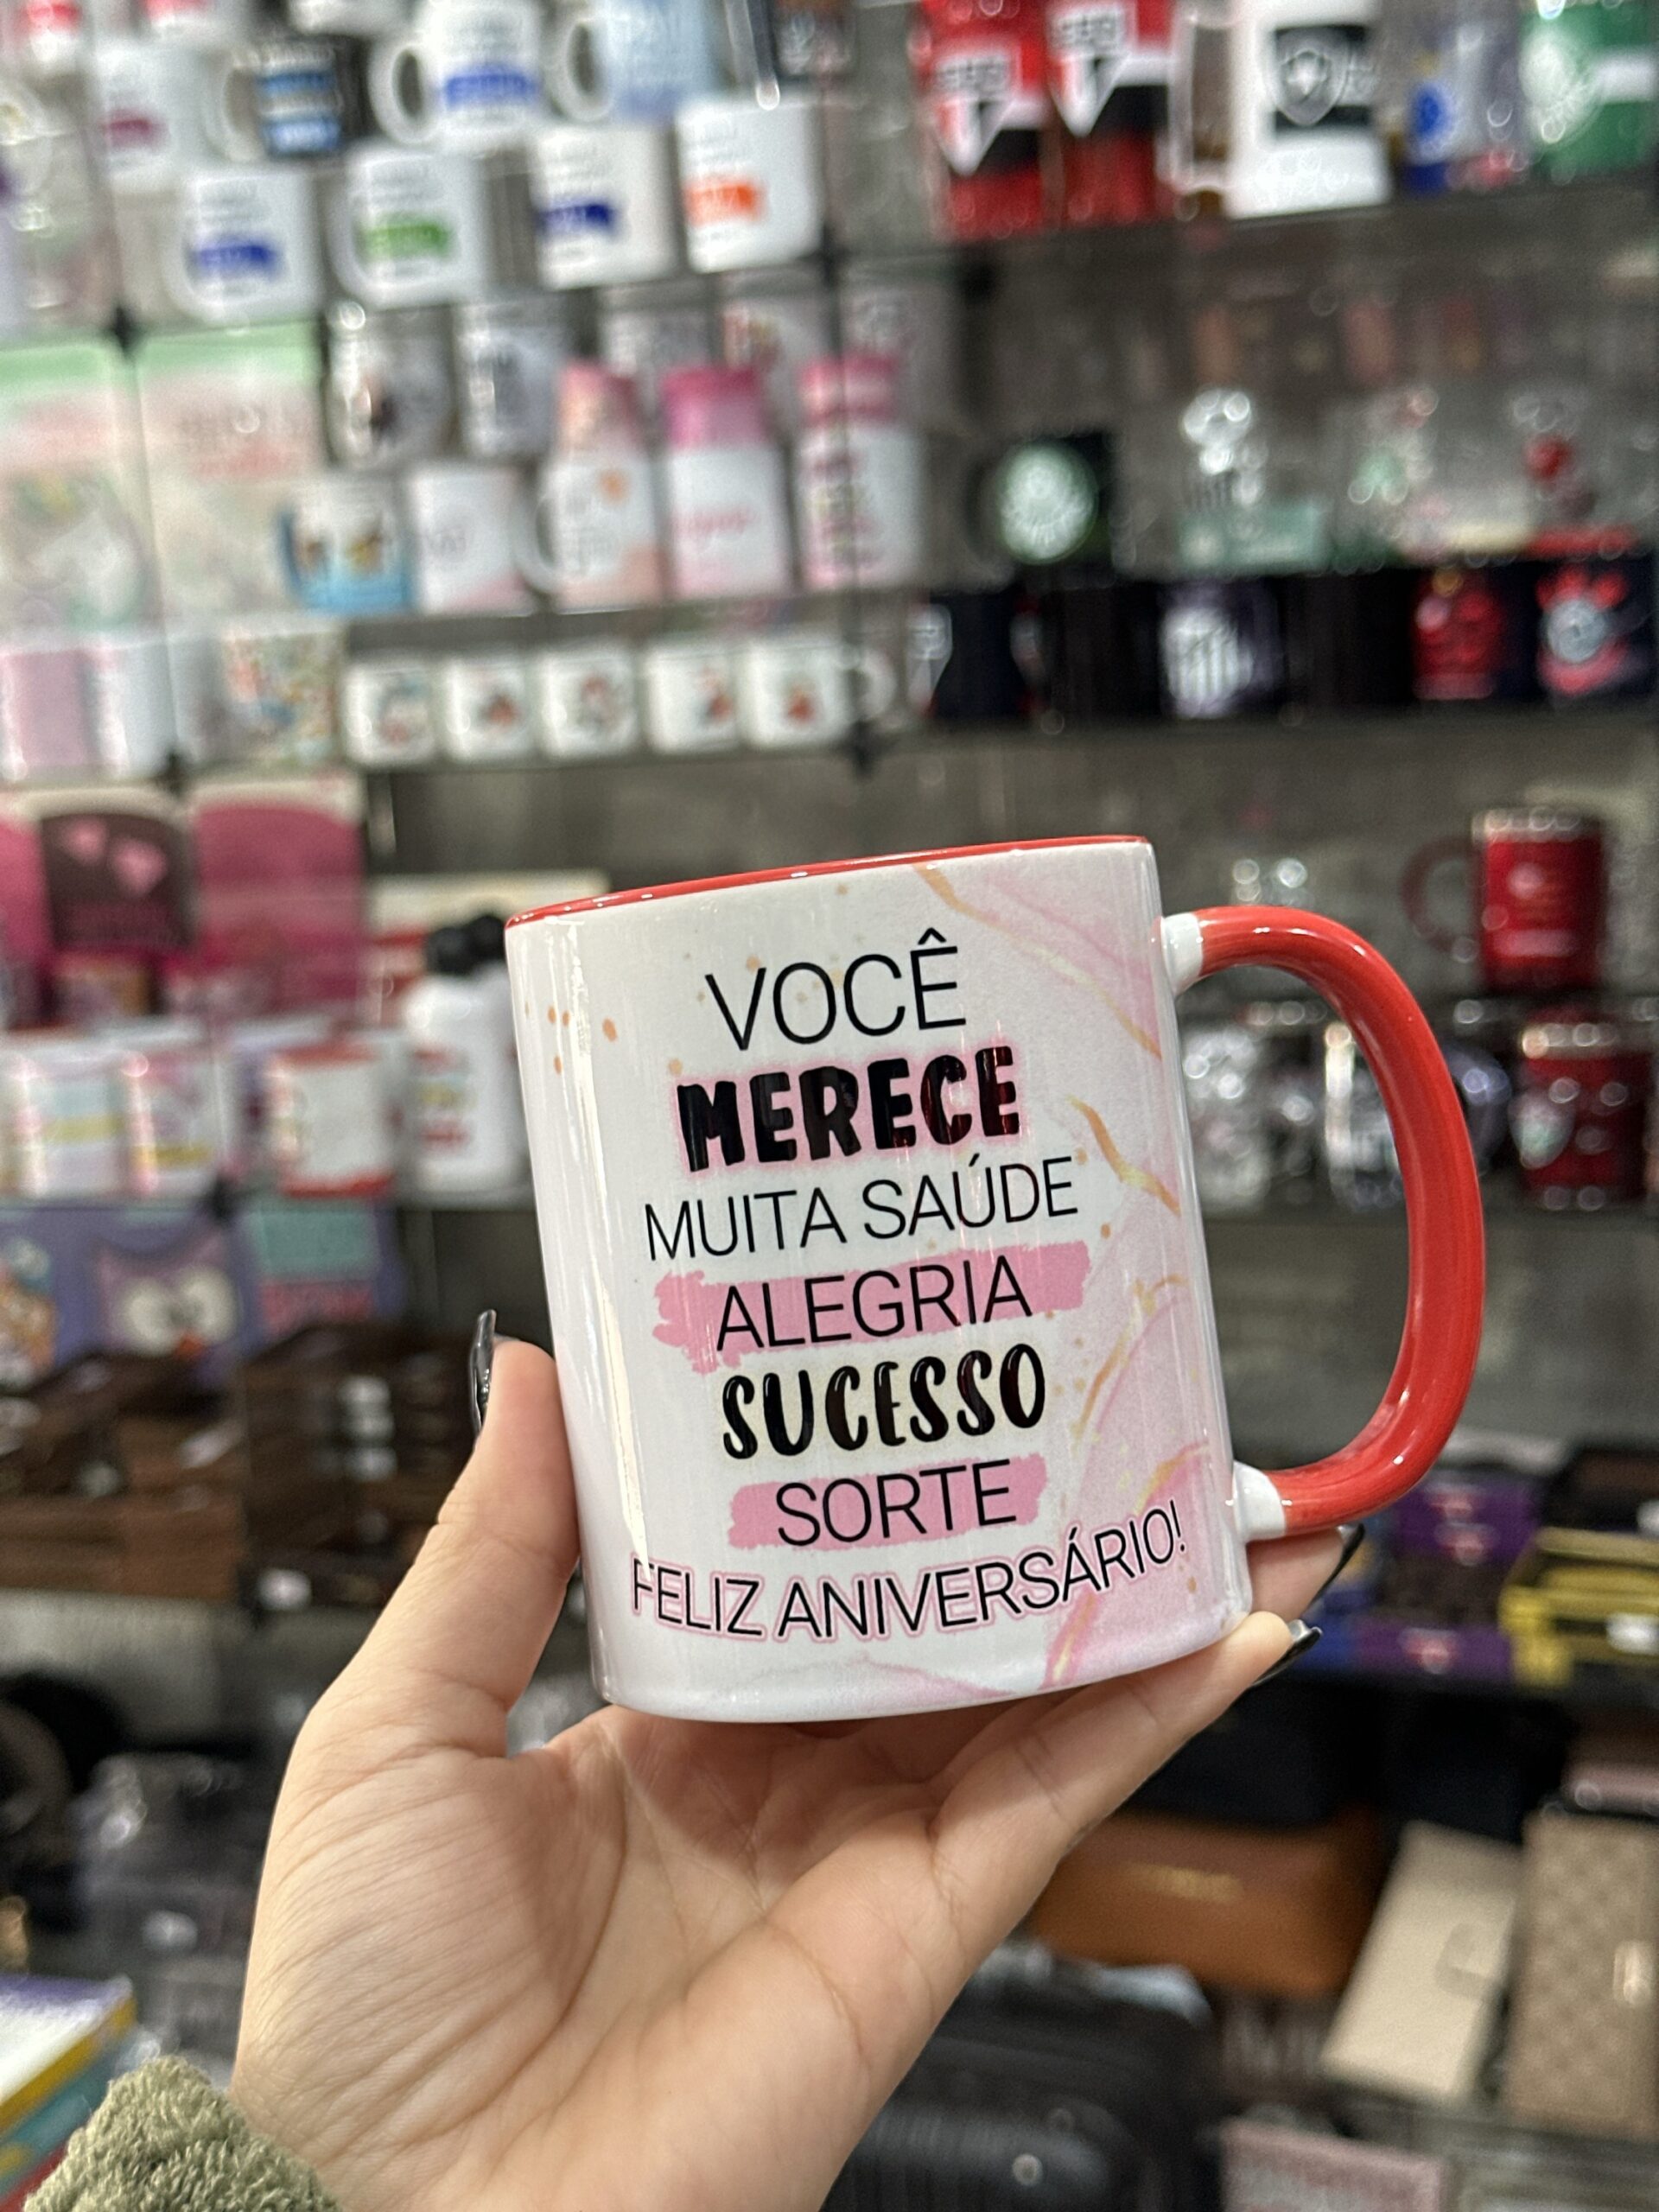 VOCÊ
MERECE
MUITA SAÚDE
ALEGRIA
SUCESSO
SORTE
FELIZ ANIVERSÁRIO!